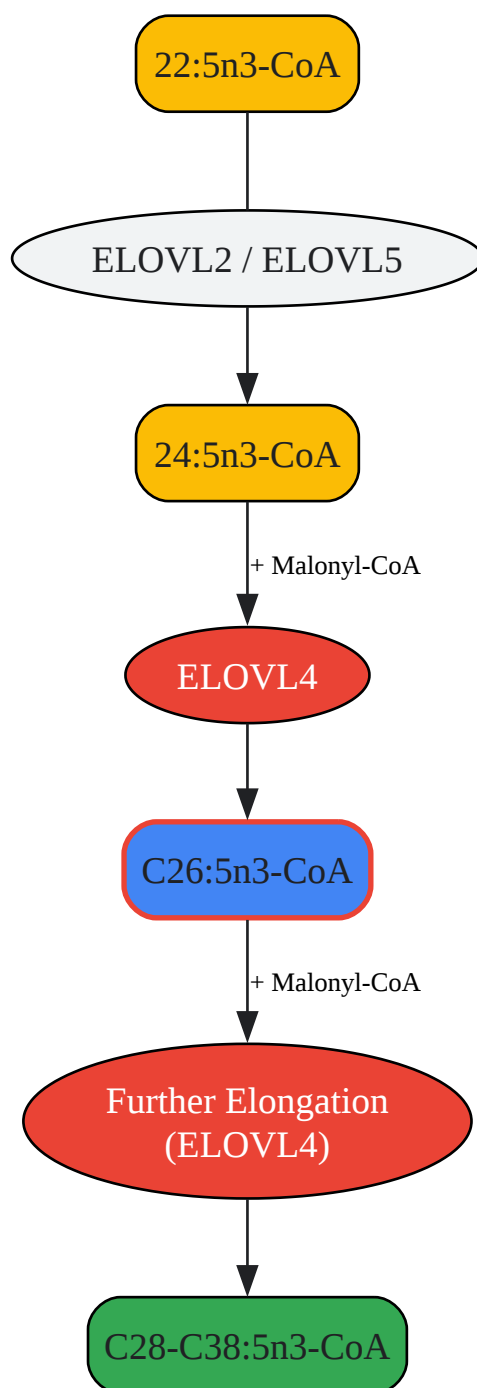 22:5n3-CoA
ELOVL2 / ELOVL5
24:5n3-CoA
+ Malonyl-CoA
ELOVL4
C26:5n3-CoA
+ Malonyl-CoA
Further Elongation
(ELOVL4)
C28-C38:5n3-CoA